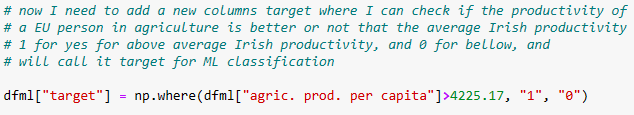 # now I need to add a new columns target where I can check if the productivity of
# a EU person in agriculture is better or not that the average Irish productivity
# 1 for yes for above average Irish productivity, and 0 for bellow, and
# will call it target for ML classification
dfml["target"] = np.where(dfml["agric. prod. per capita"]>4225.17, "1", "0")